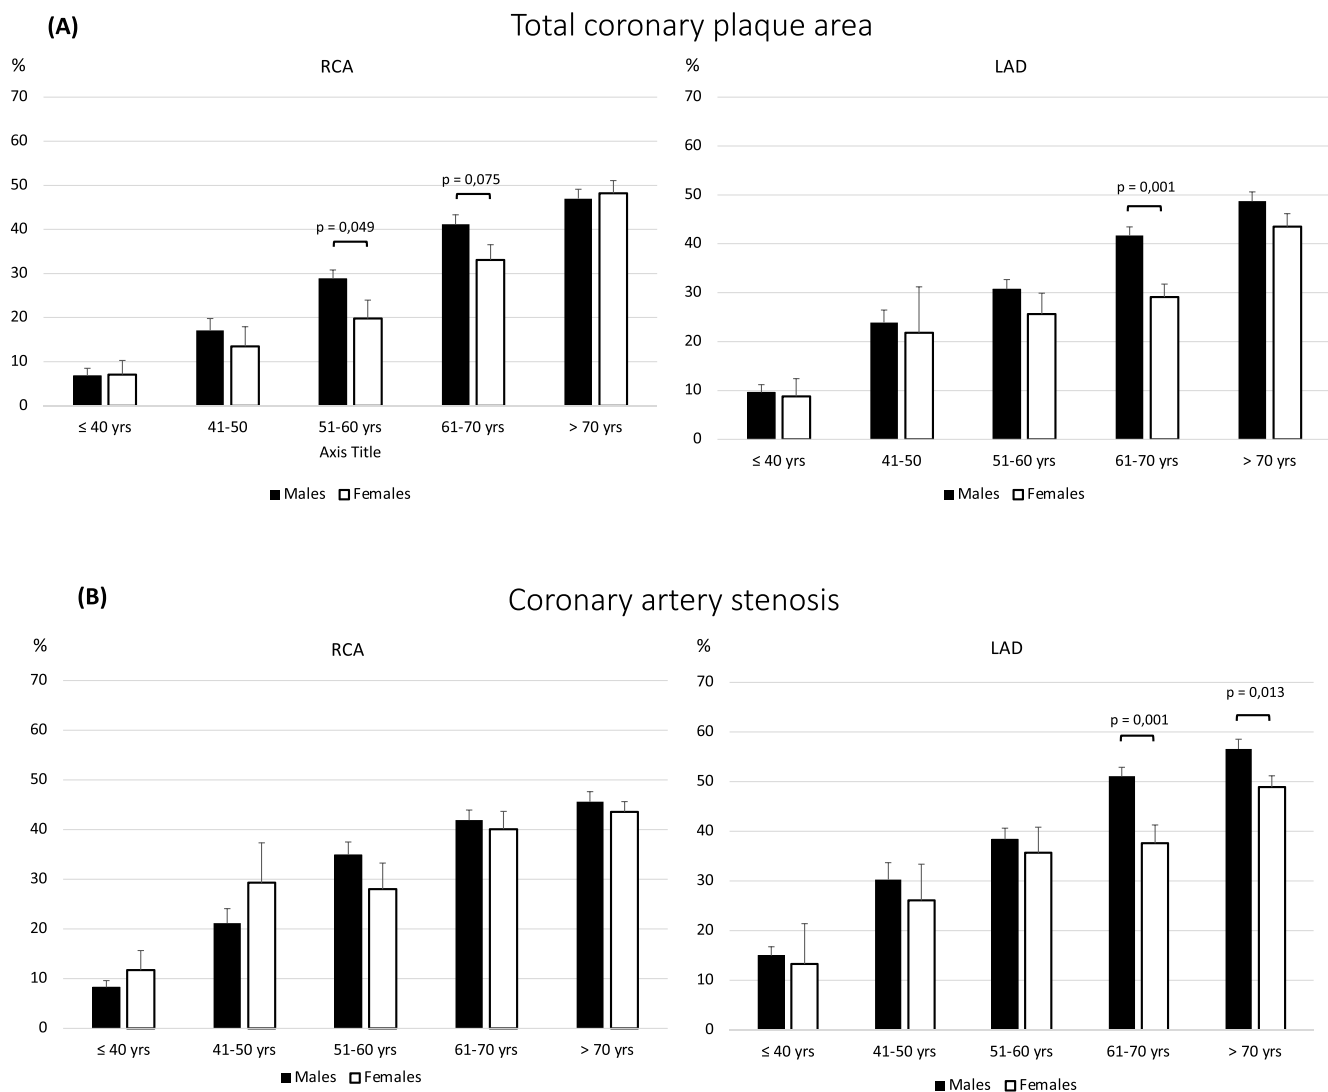 (A)
Total coronary plaque area
% RCA
70
60
50
40
30
20
10
0
p = 0,049
p = 0,075
≤ 40 yrs 41-50 51-60 yrs 61-70 yrs > 70 yrs
Axis Title
Males Females
% LAD
70
60
50
40
30
20
10
0
p = 0,001
≤ 40 yrs 41-50 51-60 yrs 61-70 yrs > 70 yrs
Males Females
(B)
Coronary artery stenosis
% RCA
70
60
50
40
30
20
10
0
≤ 40 yrs 41-50 yrs 51-60 yrs 61-70 yrs > 70 yrs
Males Females
% LAD
70
60
50
40
30
20
10
0
p = 0,001
p = 0,013
≤ 40 yrs 41-50 yrs 51-60 yrs 61-70 yrs > 70 yrs
Males Females